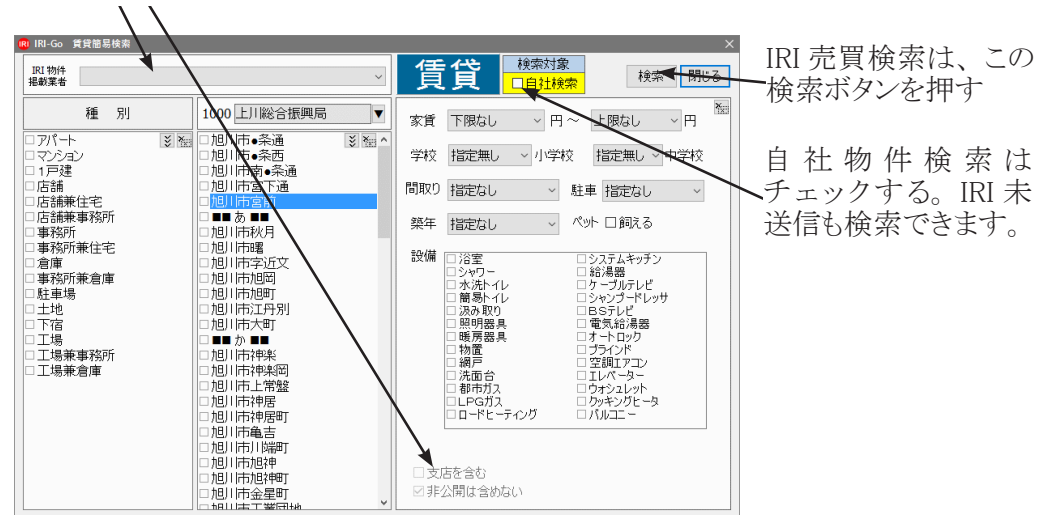 IRI-Go 賃貸簡易検索
IRI 物件
掲載業者
賃貸
検索対象
□自社検索
検索
閉じる
種 別
1000 上川総合振興局
□アパート
□マンション
□1戸建
□店舗
□店舗兼住宅
□店舗兼事務所
□事務所
□事務所兼住宅
□倉庫
□事務所兼倉庫
□駐車場
□土地
□下宿
□工場
□工場兼事務所
□工場兼倉庫
□旭川市●条通
□旭川市●条西
□旭川市南●条通
□旭川市宮下通
□旭川市宮前
□■■ あ ■■
□旭川市秋月
□旭川市曙
□旭川市字近文
□旭川市旭岡
□旭川市旭町
□旭川市江丹別
□旭川市大町
□■■ か ■■
□旭川市神楽
□旭川市神楽岡
□旭川市上常盤
□旭川市神居
□旭川市神居町
□旭川市亀吉
□旭川市川端町
□旭川市旭神
□旭川市旭神町
□旭川市金星町
□旭川市工業団地
家賃 下限なし 円～ 上限なし 円
学校 指定無し 小学校 指定無し 中学校
間取り 指定なし 駐車 指定なし
築年 指定なし ペット □飼える
設備
□浴室
□シャワー
□水洗トイレ
□簡易トイレ
□汲み取り
□照明器具
□暖房器具
□物置
□網戸
□洗面台
□都市ガス
□LPGガス
□ロードヒーティング
□システムキッチン
□給湯器
□ケーブルテレビ
□シャンプードレッサ
□BSテレビ
□電気給湯器
□オートロック
□ブラインド
□空調エアコン
□エレベーター
□ウォシュレット
□クッキングヒータ
□バルコニー
□支店を含む
☑非公開は含めない
IRI 売買検索は、この
検索ボタンを押す
自社物件検索は
チェックする。IRI 未
送信も検索できます。